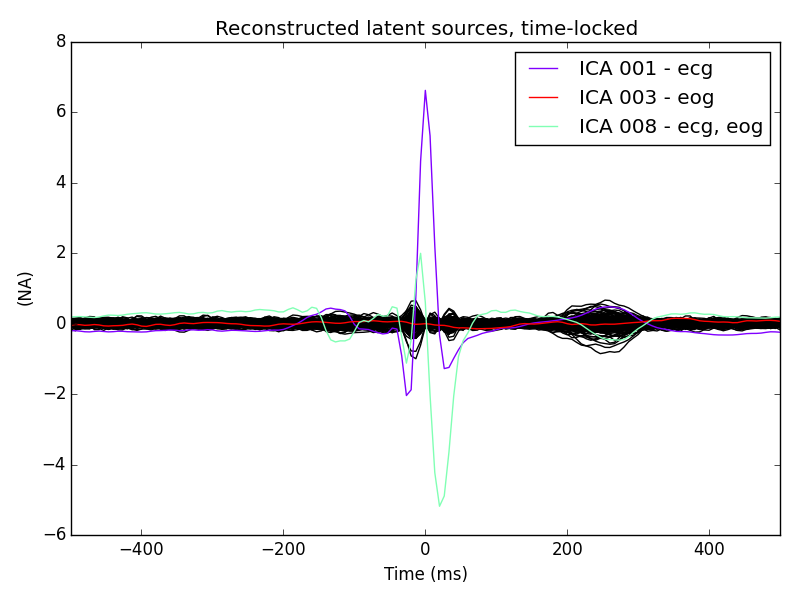 Reconstructed latent sources, time-locked
ICA 001 - ecg
ICA 003 - eog
ICA 008 - ecg, eog
8
6
4
2
0
−2
−4
−6
(NA)
−400
−200
0
200
400
Time (ms)